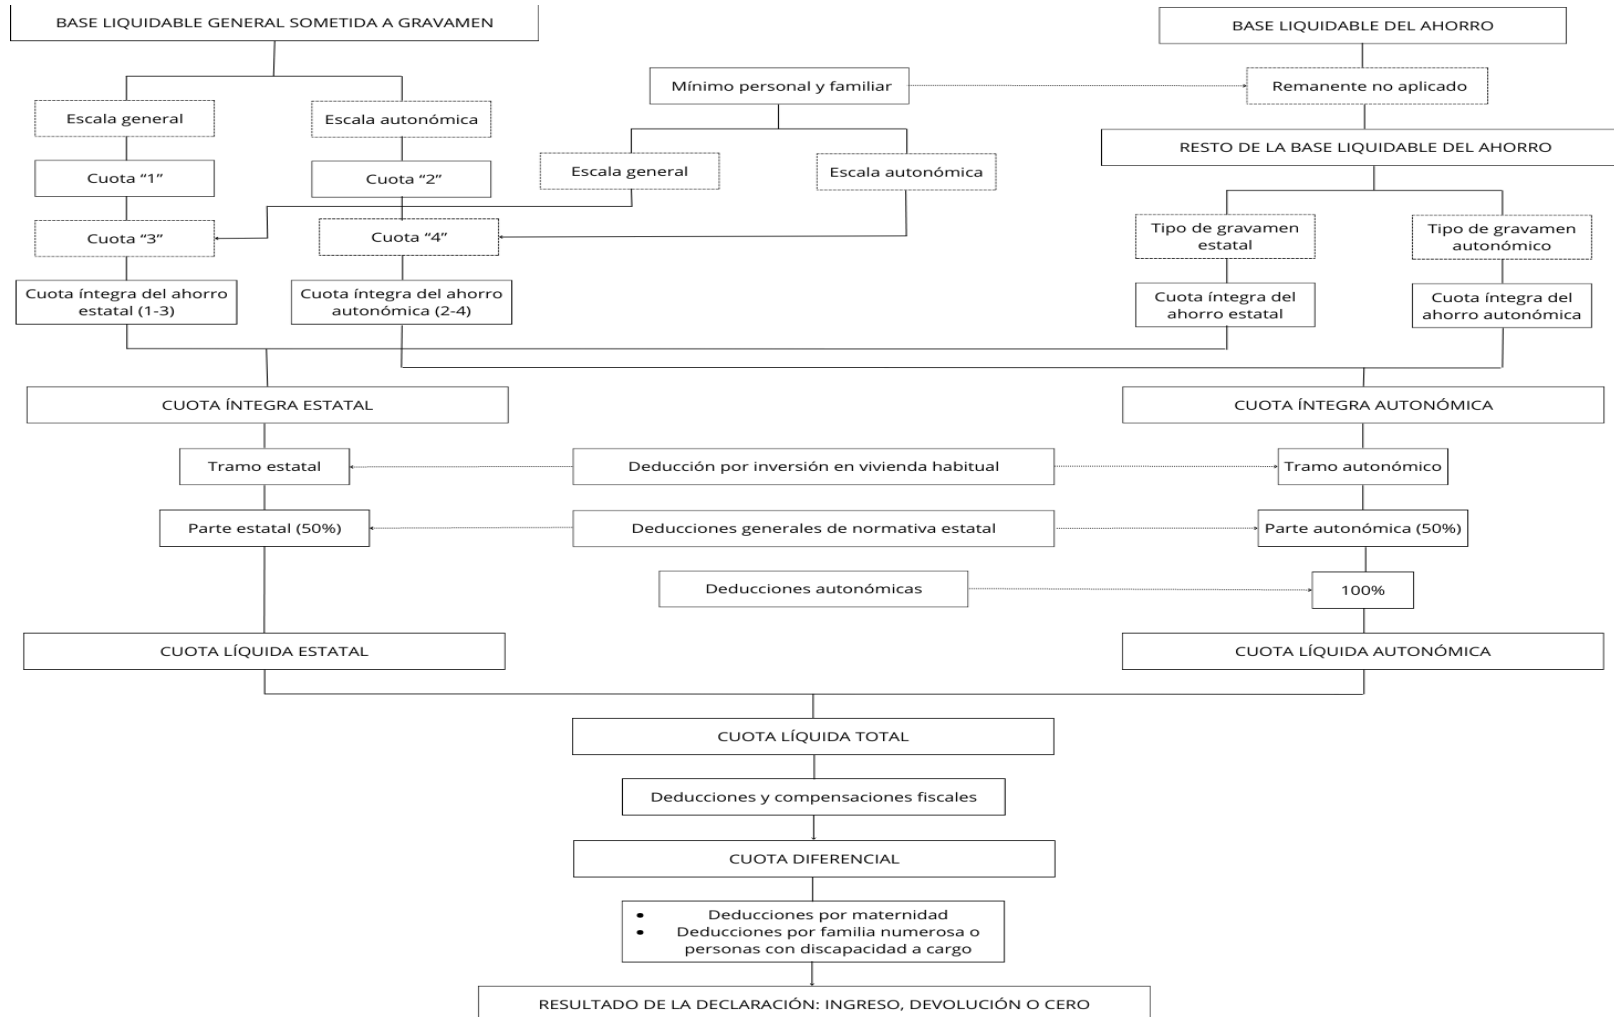 BASE LIQUIDABLE GENERAL SOMETIDA A GRAVAMEN
BASE LIQUIDABLE DEL AHORRO
Mínimo personal y familiar
Remanente no aplicado
Escala general
Escala autonómica
RESTO DE LA BASE LIQUIDABLE DEL AHORRO
Cuota “1”
Cuota “2”
Escala general
Escala autonómica
Cuota “3”
Cuota “4”
Tipo de gravamen
estatal
Tipo de gravamen
autonómico
Cuota íntegra del ahorro
estatal (1-3)
Cuota íntegra del ahorro
autonómica (2-4)
Cuota íntegra del
ahorro estatal
Cuota íntegra del
ahorro autonómica
CUOTA ÍNTEGRA ESTATAL
CUOTA ÍNTEGRA AUTONÓMICA
Tramo estatal
Deducción por inversión en vivienda habitual
Tramo autonómico
Parte estatal (50%)
Deducciones generales de normativa estatal
Parte autonómica (50%)
Deducciones autonómicas
100%
CUOTA LÍQUIDA ESTATAL
CUOTA LÍQUIDA AUTONÓMICA
CUOTA LÍQUIDA TOTAL
Deducciones y compensaciones fiscales
CUOTA DIFERENCIAL
• Deducciones por maternidad
• Deducciones por familia numerosa o
personas con discapacidad a cargo
RESULTADO DE LA DECLARACIÓN: INGRESO, DEVOLUCIÓN O CERO